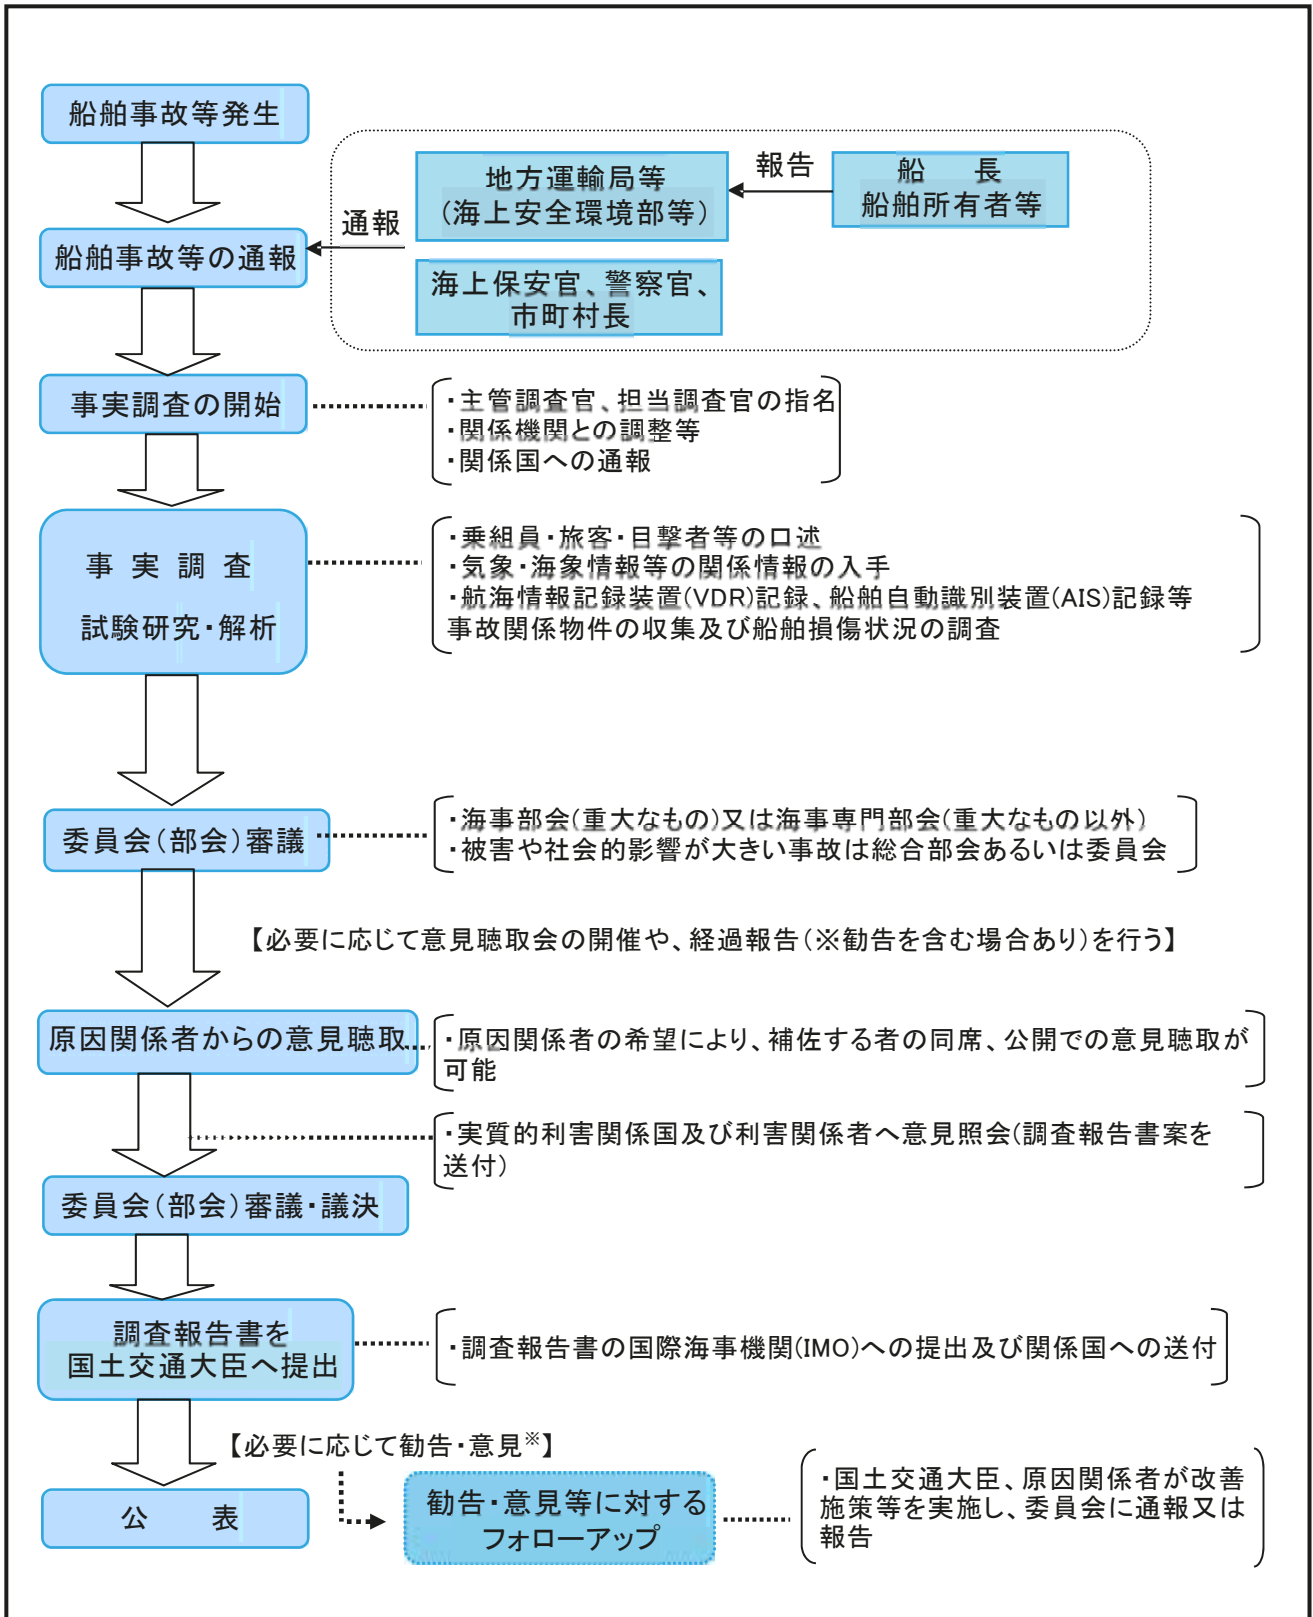 船舶事故等発生
地方運輸局等
(海上安全環境部等)
報告
船　長
船舶所有者等
通報
船舶事故等の通報
海上保安官、警察官、
市町村長
事実調査の開始
・主管調査官、担当調査官の指名
・関係機関との調整等
・関係国への通報
事 実 調 査
試験研究・解析
・乗組員・旅客・目撃者等の口述
・気象・海象情報等の関係情報の入手
・航海情報記録装置(VDR)記録、船舶自動識別装置(AIS)記録等
事故関係物件の収集及び船舶損傷状況の調査
委員会(部会)審議
・海事部会(重大なもの)又は海事専門部会(重大なもの以外)
・被害や社会的影響が大きい事故は総合部会あるいは委員会
【必要に応じて意見聴取会の開催や、経過報告(※勧告を含む場合あり)を行う】
原因関係者からの意見聴取
・原因関係者の希望により、補佐する者の同席、公開での意見聴取が
可能
・実質的利害関係国及び利害関係者へ意見照会(調査報告書案を
送付)
委員会(部会)審議・議決
調査報告書を
国土交通大臣へ提出
・調査報告書の国際海事機関(IMO)への提出及び関係国への送付
【必要に応じて勧告・意見※】
公　表
勧告・意見等に対する
フォローアップ
・国土交通大臣、原因関係者が改善
施策等を実施し、委員会に通報又は
報告